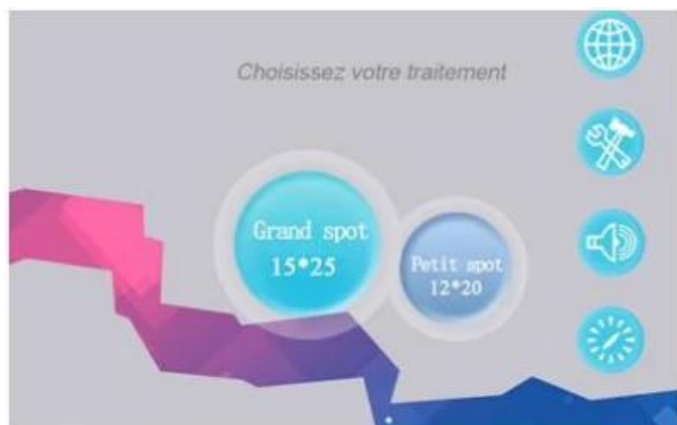 Choisissez votre traitement
Grand spot
15*25
Petit spot
12*20